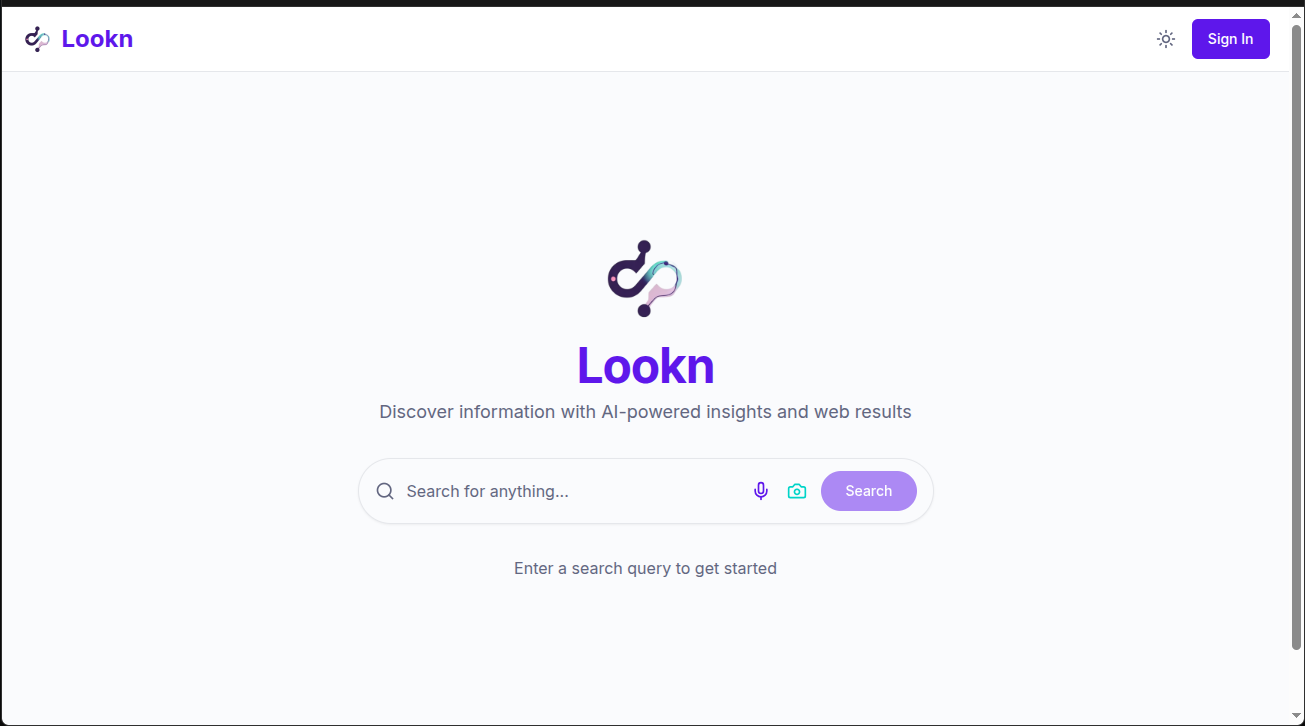 Lookn
Sign In
Lookn
Discover information with AI-powered insights and web results
Search for anything...
Search
Enter a search query to get started